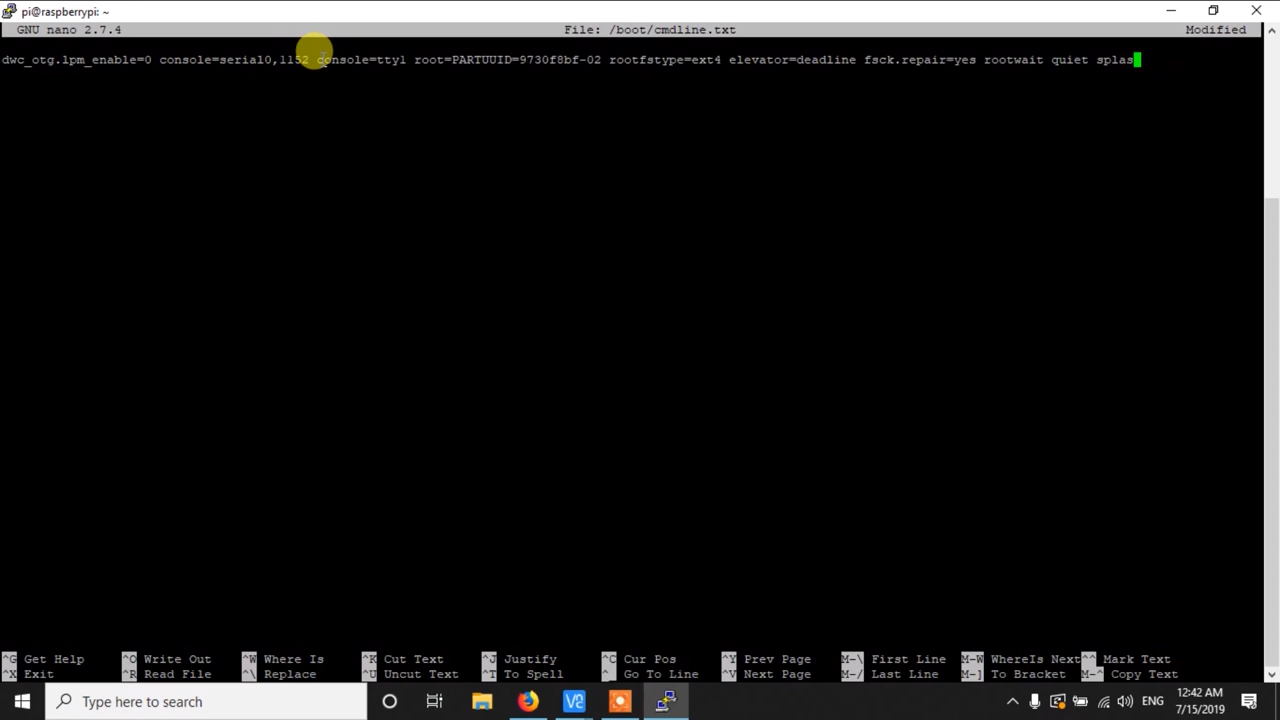 pi@raspberrypi: ~
GNU nano 2.7.4 File: /boot/cmdline.txt Modified
dwc_otg.lpm_enable=0 console=serial0,1152 console=tty1 root=PARTUUID=9730f8bf-02 rootfstype=ext4 elevator=deadline fsck.repair=yes rootwait quiet splas
^G Get Help ^O Write Out ^W Where Is ^K Cut Text ^J Justify ^C Cur Pos ^Y Prev Page M-\ First Line M-W WhereIs Next ^^ Mark Text
^X Exit ^R Read File ^\ Replace ^U Uncut Text ^T To Spell ^_ Go To Line ^V Next Page M-/ Last Line M-] To Bracket M-^ Copy Text
Type here to search
ENG
12:42 AM
7/15/2019